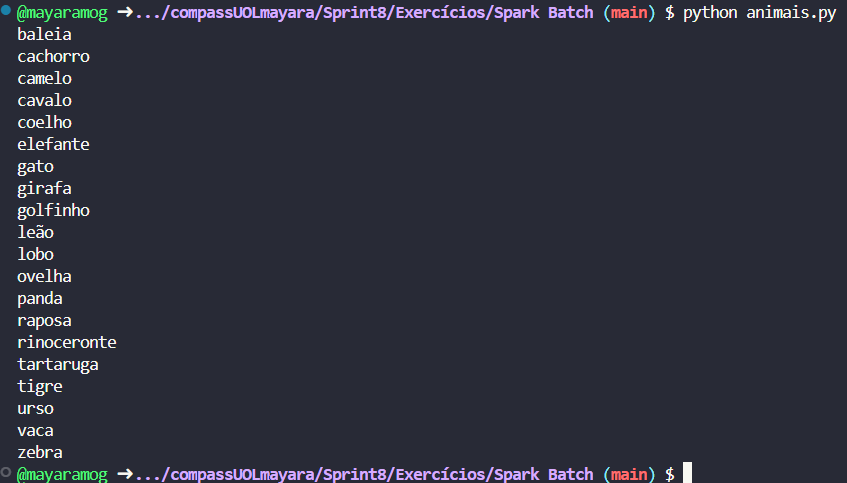 @mayaramog ➜.../compassUOLmayara/Sprint8/Exercícios/Spark Batch (main) $ python animais.py
baleia
cachorro
camelo
cavalo
coelho
elefante
gato
girafa
golfinho
leão
lobo
ovelha
panda
raposa
rinoceronte
tartaruga
tigre
urso
vaca
zebra
@mayaramog ➜.../compassUOLmayara/Sprint8/Exercícios/Spark Batch (main) $